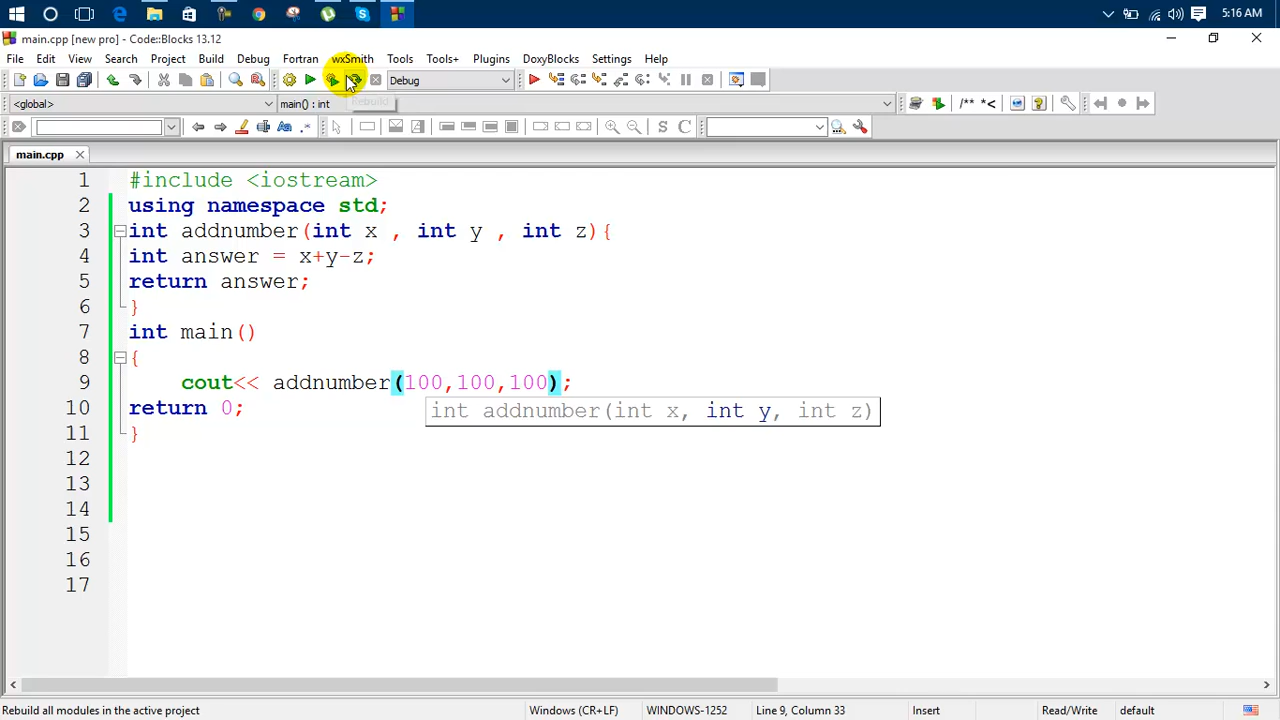 5:16 AM
main.cpp [new pro] - Code::Blocks 13.12
File Edit View Search Project Build Debug Fortran wxSmith Tools Tools+ Plugins DoxyBlocks Settings Help
Debug
Rebuild
<global> main() : int /** *<
Aa .* S C
main.cpp
1 #include <iostream>
2 using namespace std;
3 int addnumber(int x , int y , int z){
4 int answer = x+y-z;
5 return answer;
6 }
7 int main()
8 {
9 cout<< addnumber(100,100,100);
10 return 0;
int addnumber(int x, int y, int z)
11 }
12
13
14
15
16
17
Rebuild all modules in the active project Windows (CR+LF) WINDOWS-1252 Line 9, Column 33 Insert Read/Write default